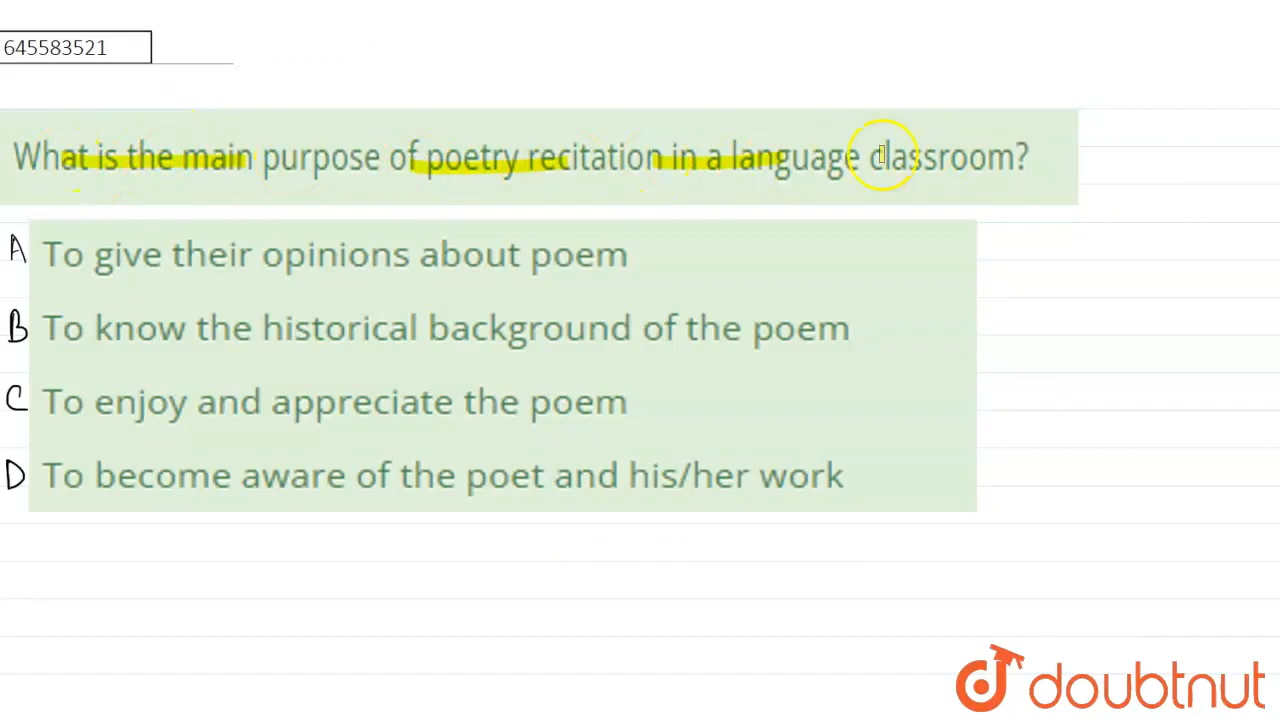 645583521
What is the main purpose of poetry recitation in a language classroom?
A To give their opinions about poem
B To know the historical background of the poem
C To enjoy and appreciate the poem
D To become aware of the poet and his/her work
doubtnut